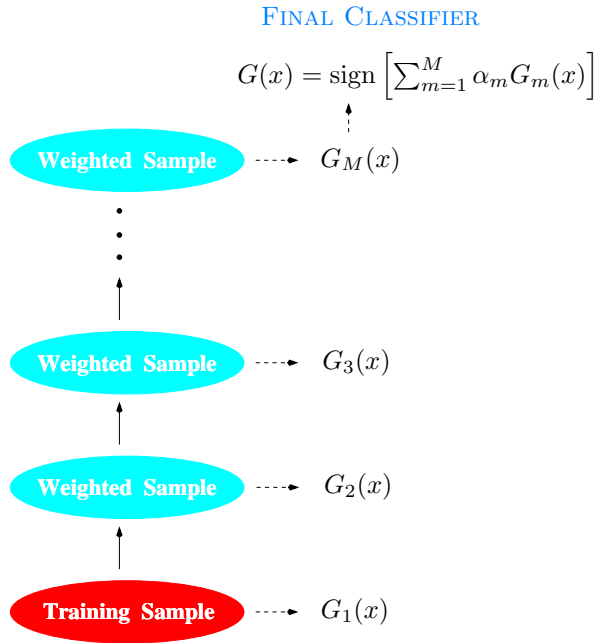 FINAL CLASSIFIER
G(x) = sign [∑_{m=1}^{M} α_m G_m(x)]
Weighted Sample G_M(x)
Weighted Sample G_3(x)
Weighted Sample G_2(x)
Training Sample G_1(x)